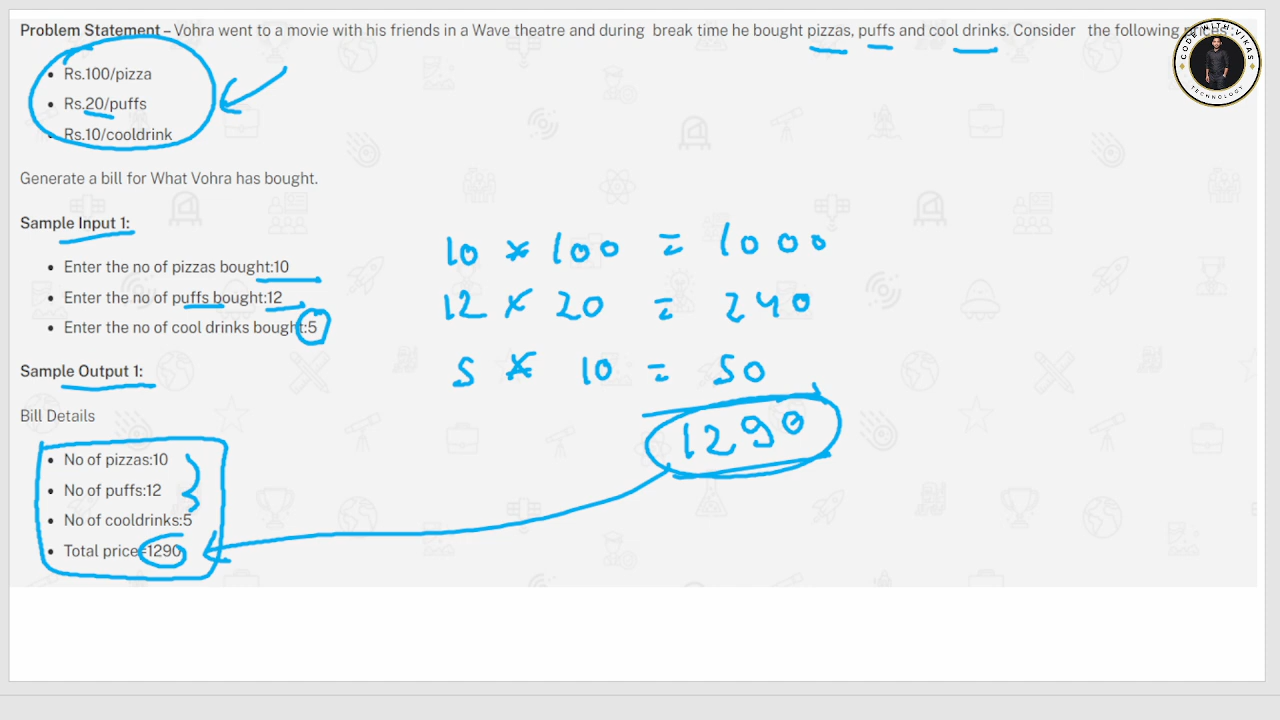 Problem Statement – Vohra went to a movie with his friends in a Wave theatre and during break time he bought pizzas, puffs and cool drinks. Consider the following prices :
• Rs.100/pizza
• Rs.20/puffs
• Rs.10/cooldrink
Generate a bill for What Vohra has bought.
Sample Input 1:
• Enter the no of pizzas bought:10
• Enter the no of puffs bought:12
• Enter the no of cool drinks bought:5
10 * 100 = 1000
12 * 20 = 240
5 * 10 = 50
1290
Sample Output 1:
Bill Details
• No of pizzas:10
• No of puffs:12
• No of cooldrinks:5
• Total price=1290
CODE WITH VIKAS
TECHNOLOGY